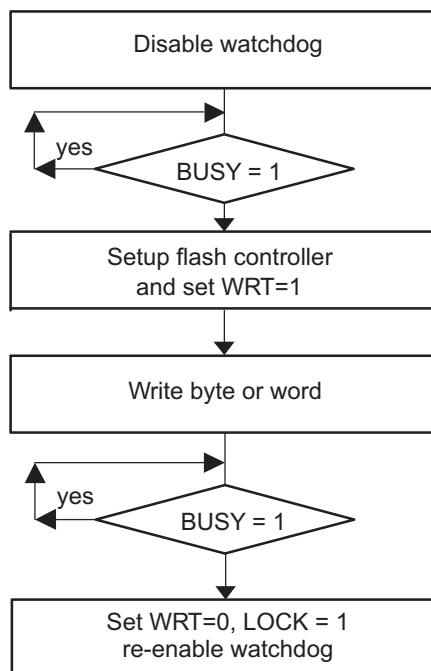 Disable watchdog
yes
BUSY = 1
Setup flash controller
and set WRT=1
Write byte or word
yes
BUSY = 1
Set WRT=0, LOCK = 1
re-enable watchdog